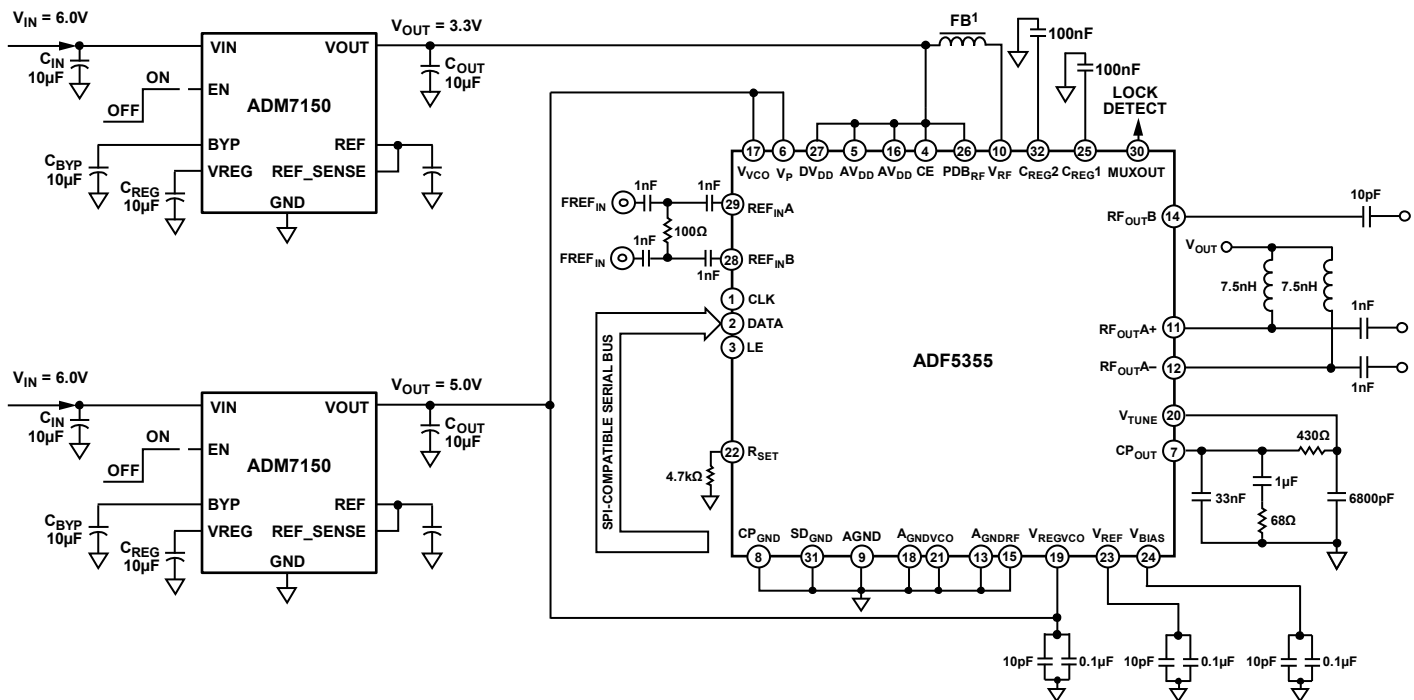 VIN = 6.0V
VOUT = 3.3V
CIN
10µF
VIN
VOUT
COUT
10µF
ON
OFF
EN
ADM7150
CBYP
10µF
BYP
REF
CREG
10µF
VREG
REF_SENSE
GND
VIN = 6.0V
VOUT = 5.0V
CIN
10µF
VIN
VOUT
COUT
10µF
ON
OFF
EN
ADM7150
CBYP
10µF
BYP
REF
CREG
10µF
VREG
REF_SENSE
GND
FB1
100nF
100nF
LOCK
DETECT
17 6 27 5 16 4 26 10 32 25 30
VVCO VP DVDD AVDD AVDD CE PDBRF VRF CREG2 CREG1 MUXOUT
FREFIN
1nF
1nF
29
REFINA
100Ω
FREFIN
1nF
1nF
28
REFINB
1
CLK
2
DATA
3
LE
SPI-COMPATIBLE SERIAL BUS
22
RSET
4.7kΩ
ADF5355
RFOUTB
14
10pF
VOUT
7.5nH
7.5nH
RFOUTA+
11
1nF
RFOUTA−
12
1nF
VTUNE
20
CPOUT
7
430Ω
33nF
1µF
68Ω
6800pF
CPGND SDGND AGND AGNDVCO AGNDRF VREGVCO VREF VBIAS
8 31 9 18 21 13 15 19 23 24
10pF
0.1µF
10pF
0.1µF
10pF
0.1µF